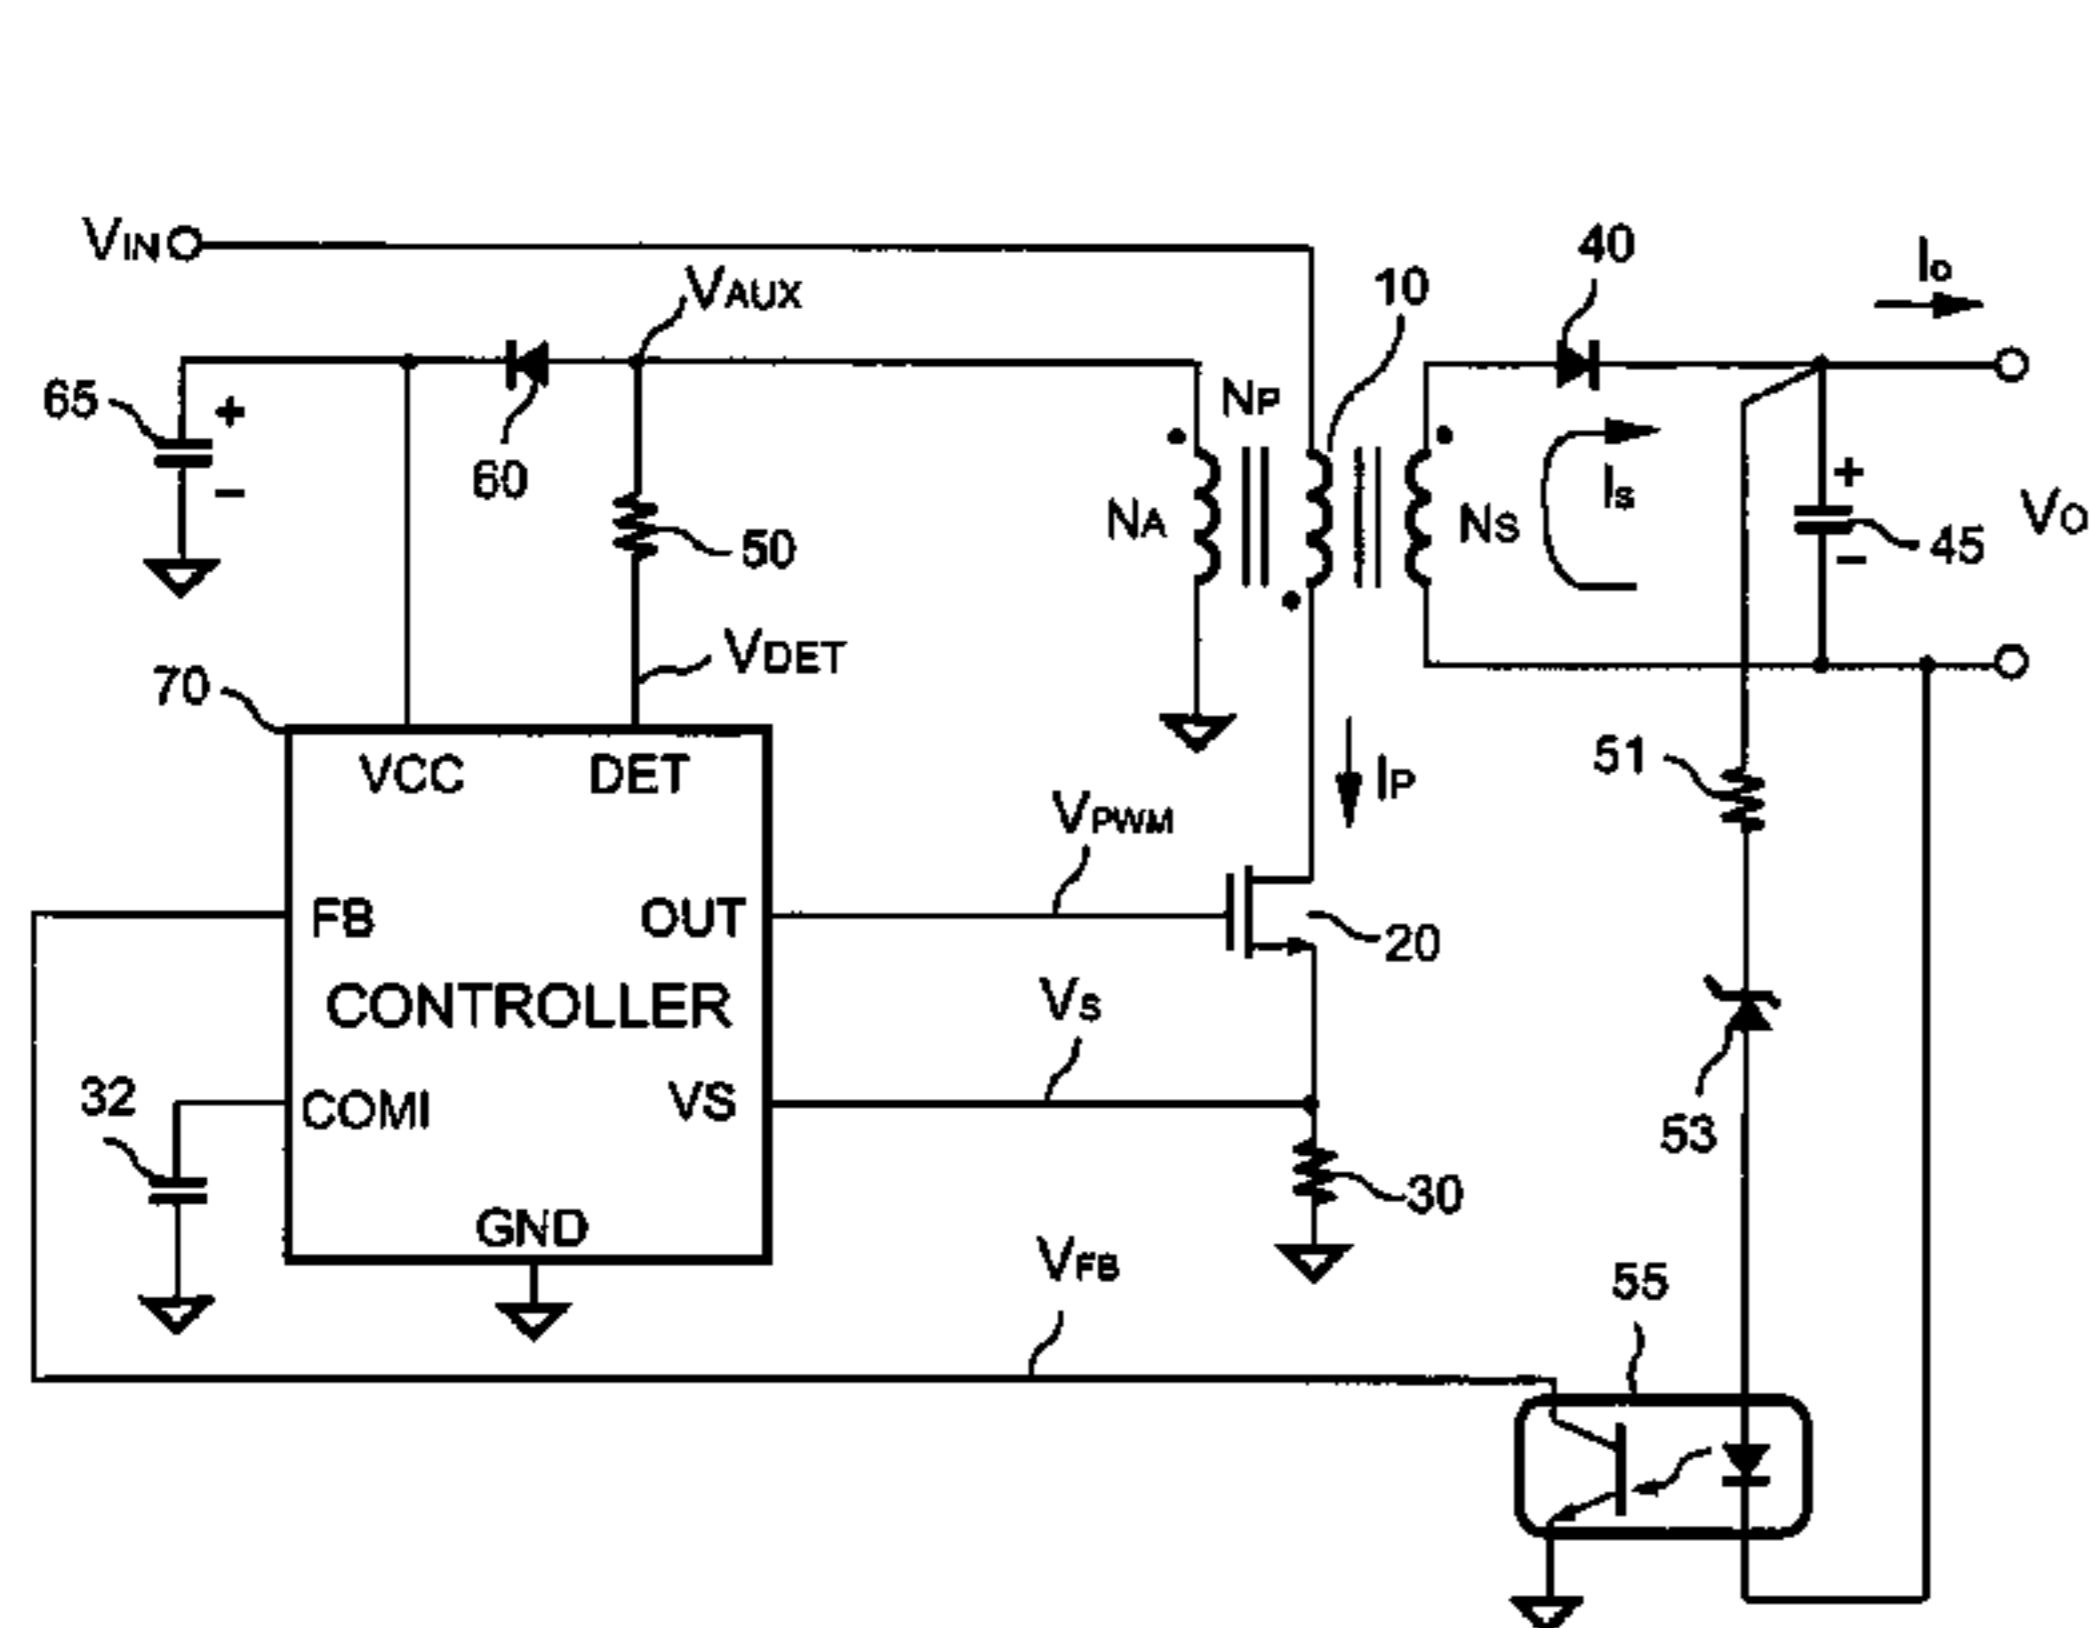 VIN
VAUX
10
40
Io
65
+
−
60
50
NP
NA
NS
IS
+
−
45
VO
VDET
70
VCC
DET
IP
51
VPWM
FB
OUT
20
CONTROLLER
VS
53
32
COMI
VS
30
GND
VFB
55